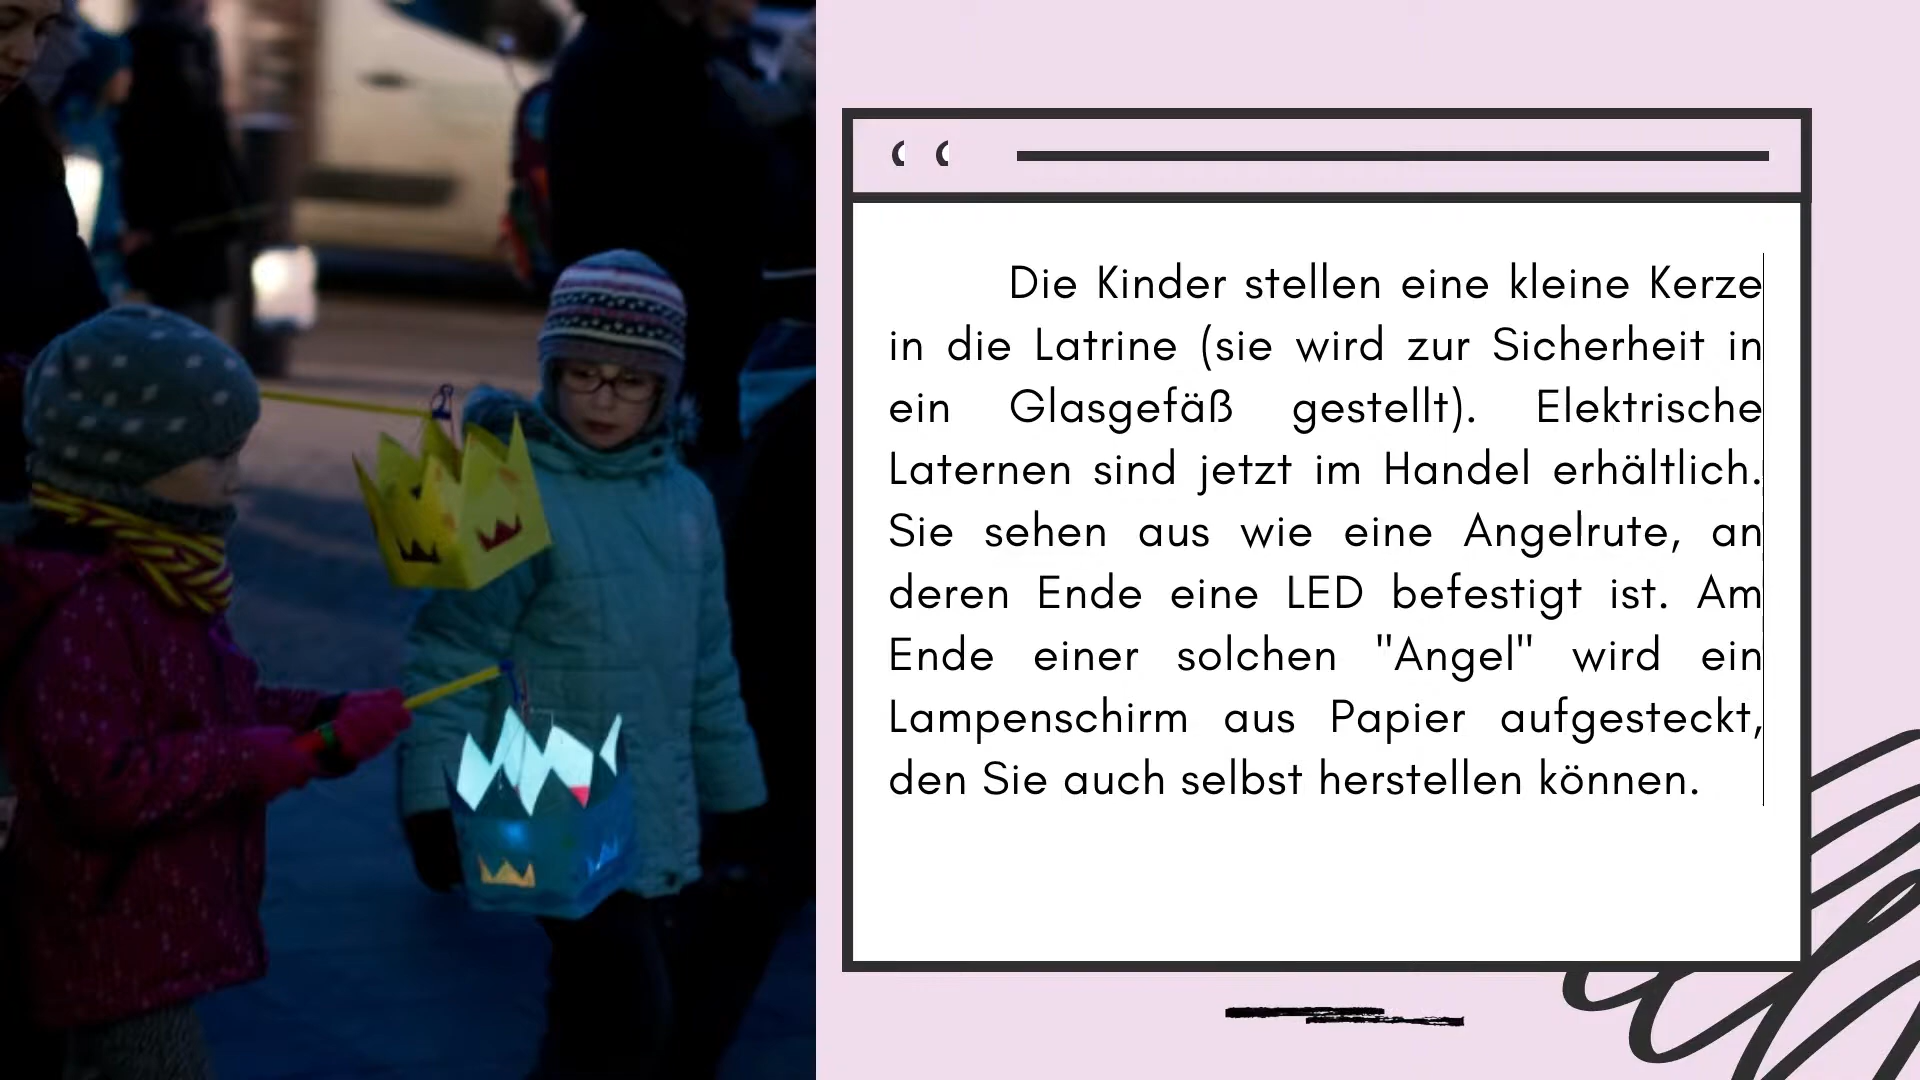 Die Kinder stellen eine kleine Kerze
in die Latrine (sie wird zur Sicherheit in
ein Glasgefäß gestellt). Elektrische
Laternen sind jetzt im Handel erhältlich.
Sie sehen aus wie eine Angelrute, an
deren Ende eine LED befestigt ist. Am
Ende einer solchen "Angel" wird ein
Lampenschirm aus Papier aufgesteckt,
den Sie auch selbst herstellen können.